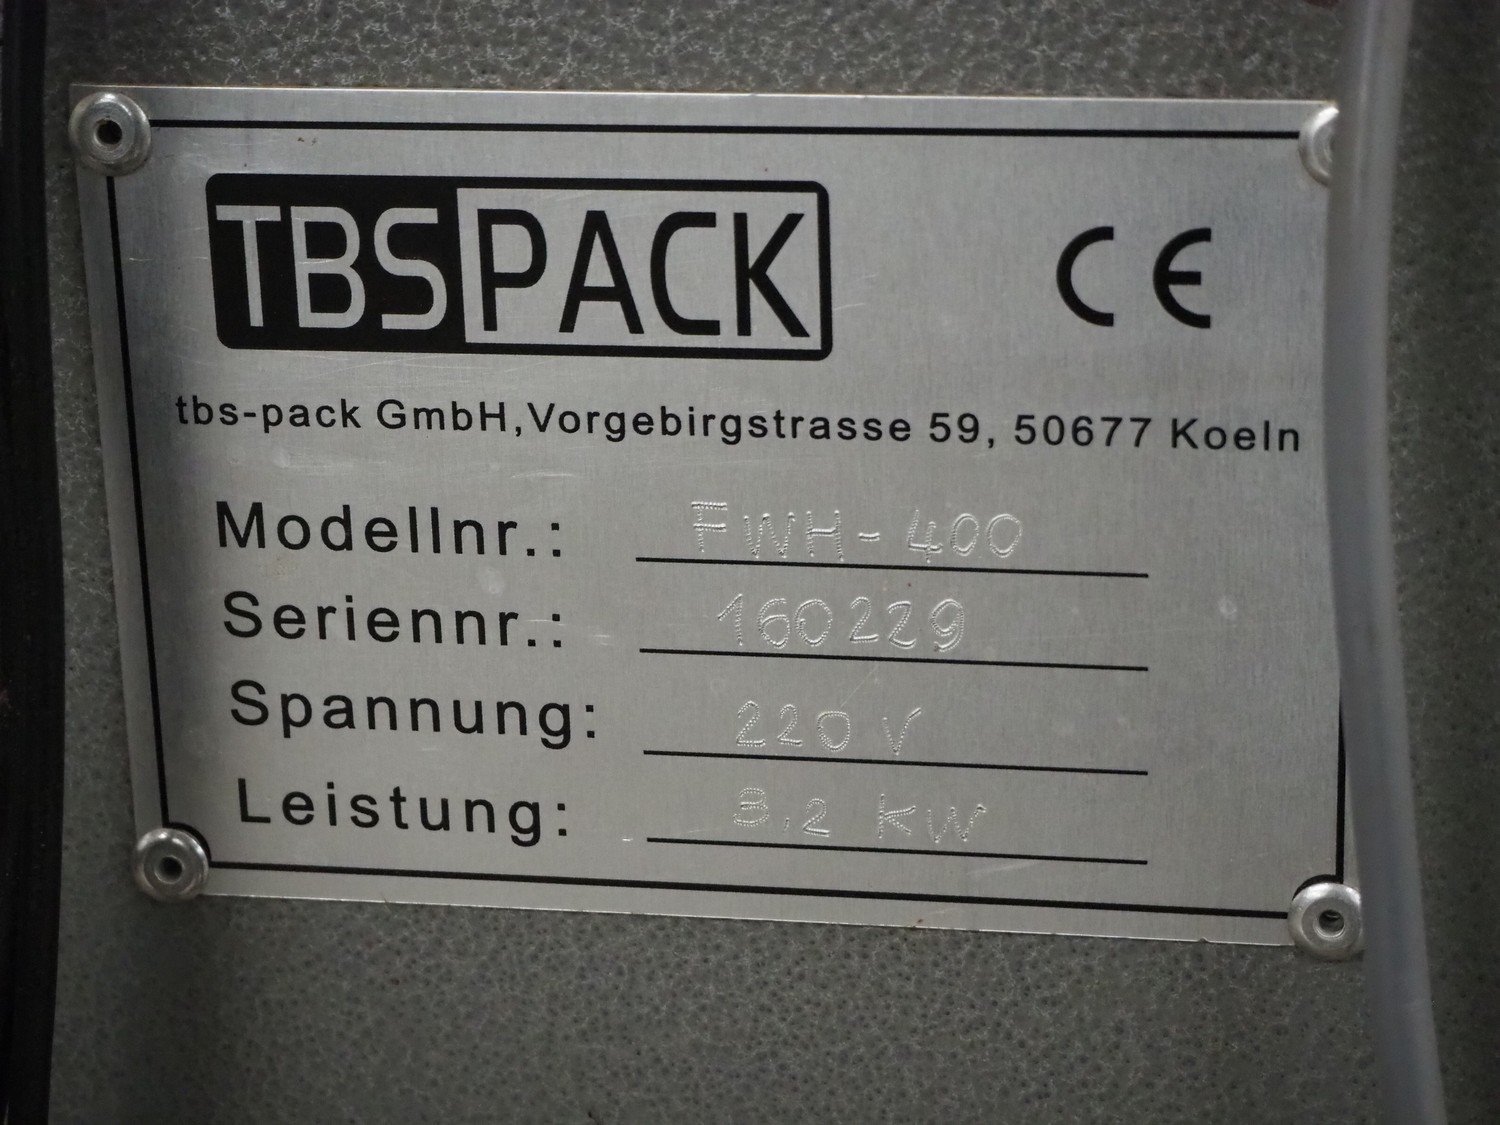 TBSPACK CE
tbs-pack GmbH,Vorgebirgstrasse 59, 50677 Koeln
Modellnr.: FWH-400
Seriennr.: 160229
Spannung: 220 V
Leistung: 3,2 KW